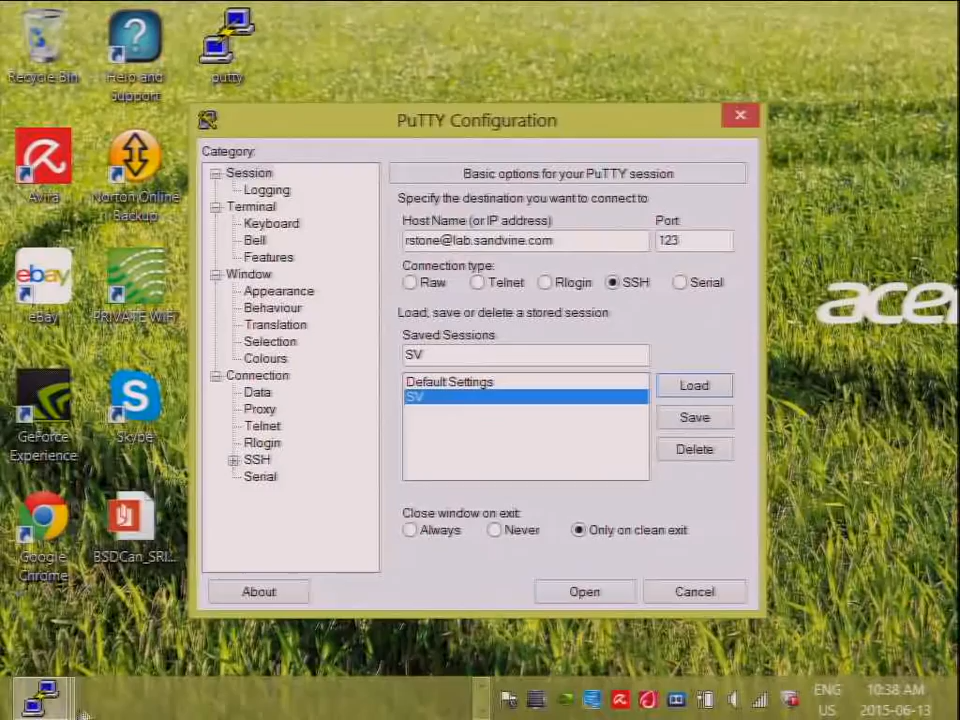 Recycle Bin
Hero and
Support
putty
Avira
Norton Online
Backup
ebay
eBay
PRIVATE WiFi
GeForce
Experience
Skype
Google
Chrome
BSDCan_SRI...
acer
PuTTY Configuration
Category:
Session
Logging
Terminal
Keyboard
Bell
Features
Window
Appearance
Behaviour
Translation
Selection
Colours
Connection
Data
Proxy
Telnet
Rlogin
SSH
Serial
Basic options for your PuTTY session
Specify the destination you want to connect to
Host Name (or IP address)
Port
rstone@lab.sandvine.com
123
Connection type:
Raw
Telnet
Rlogin
SSH
Serial
Load, save or delete a stored session
Saved Sessions
SV
Default Settings
SV
Load
Save
Delete
Close window on exit:
Always
Never
Only on clean exit
About
Open
Cancel
ENG
US
10:38 AM
2015-06-13